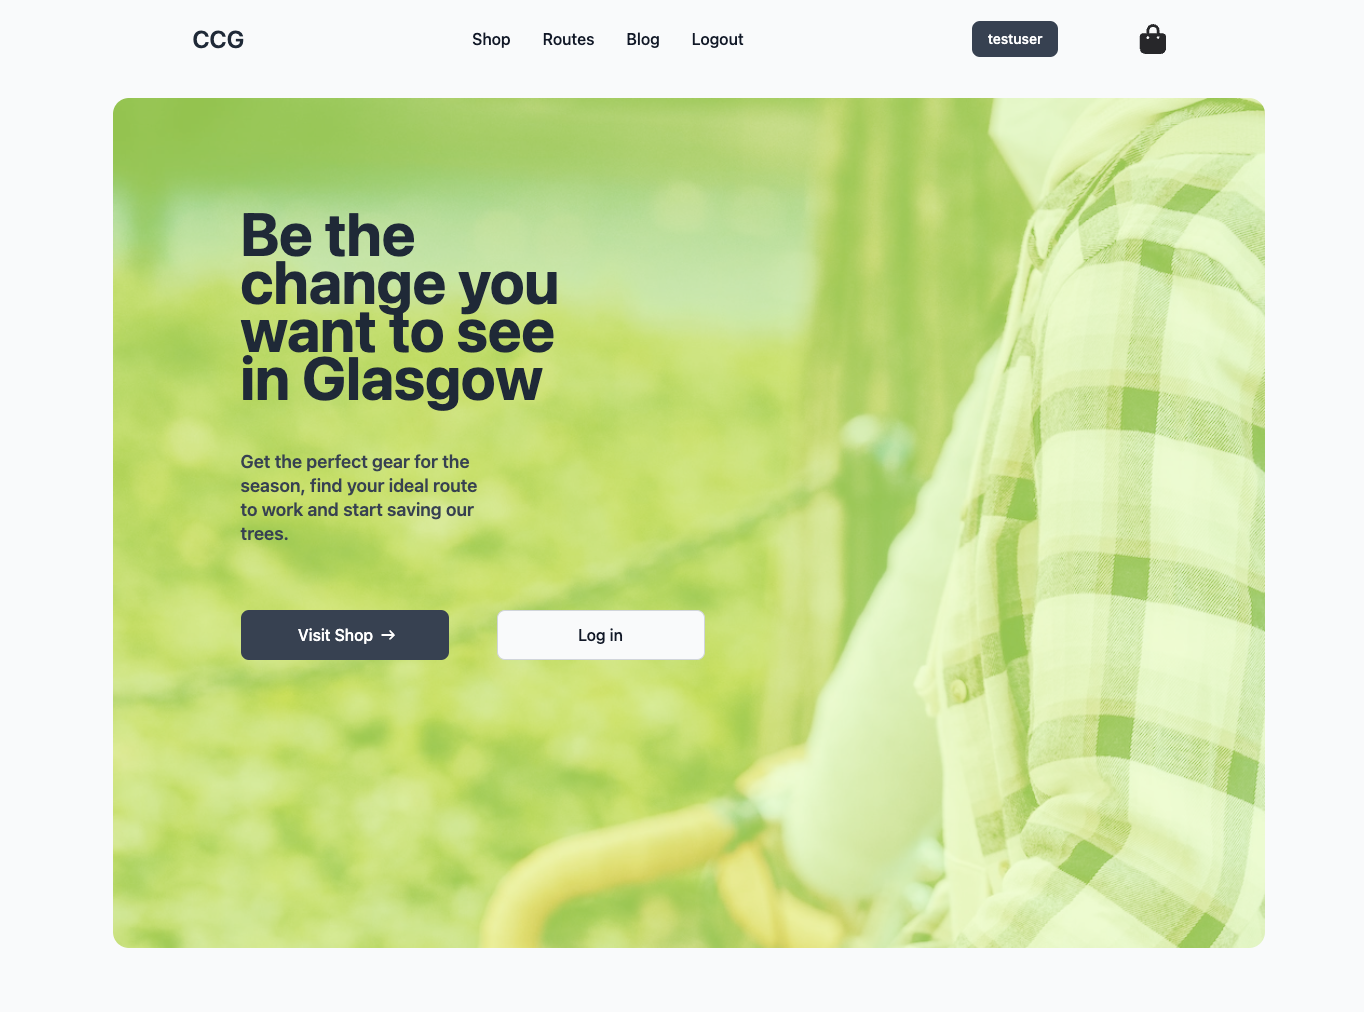 CCG
Shop Routes Blog Logout
testuser
Be the
change you
want to see
in Glasgow
Get the perfect gear for the
season, find your ideal route
to work and start saving our
trees.
Visit Shop →
Log in